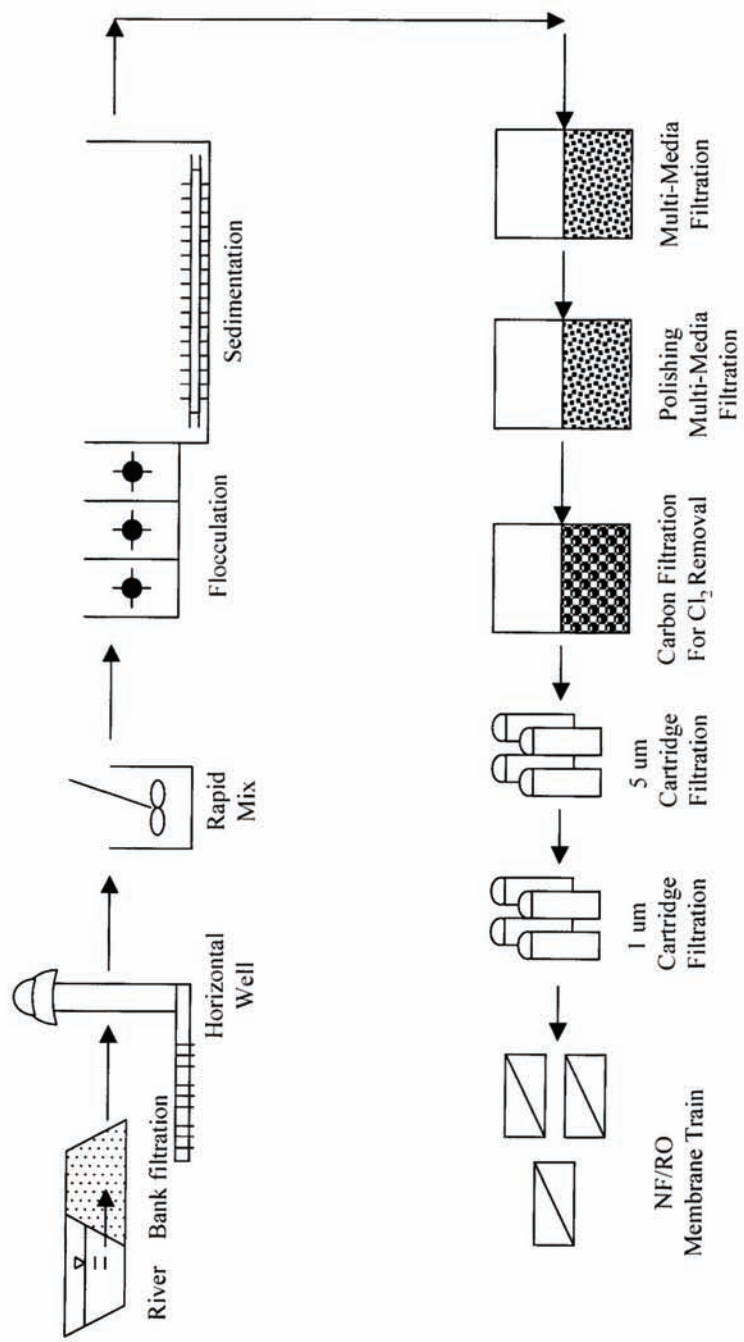 River
Bank filtration
Horizontal
Well
Rapid
Mix
Flocculation
Sedimentation
Multi-Media
Filtration
Polishing
Multi-Media
Filtration
Carbon Filtration
For Cl₂ Removal
5 um
Cartridge
Filtration
1 um
Cartridge
Filtration
NF/RO
Membrane Train